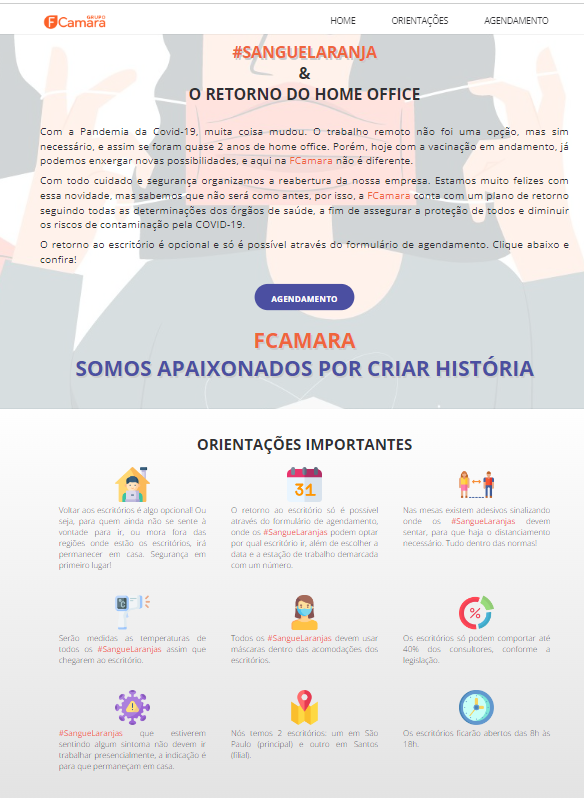 GRUPO
FCamara
HOME ORIENTAÇÕES AGENDAMENTO
#SANGUELARANJA
&
O RETORNO DO HOME OFFICE
Com a Pandemia da Covid-19, muita coisa mudou. O trabalho remoto não foi uma opção, mas sim
necessário, e assim se foram quase 2 anos de home office. Porém, hoje com a vacinação em andamento, já
podemos enxergar novas possibilidades, e aqui na FCamara não é diferente.
Com todo cuidado e segurança organizamos a reabertura da nossa empresa. Estamos muito felizes com
essa novidade, mas sabemos que não será como antes, por isso, a FCamara conta com um plano de retorno
seguindo todas as determinações dos órgãos de saúde, a fim de assegurar a proteção de todos e diminuir
os riscos de contaminação pela COVID-19.
O retorno ao escritório é opcional e só é possível através do formulário de agendamento. Clique abaixo e
confira!
AGENDAMENTO
FCAMARA
SOMOS APAIXONADOS POR CRIAR HISTÓRIA
ORIENTAÇÕES IMPORTANTES
31
Voltar aos escritórios é algo opcional! Ou
seja, para quem ainda não se sente à
vontade para ir, ou mora fora das
regiões onde estão os escritórios, irá
permanecer em casa. Segurança em
primeiro lugar!
O retorno ao escritório só é possível
através do formulário de agendamento,
onde os #SangueLaranjas podem optar
por qual escritório ir, além de escolher a
data e a estação de trabalho demarcada
com um número.
Nas mesas existem adesivos sinalizando
onde os #SangueLaranjas devem
sentar, para que haja o distanciamento
necessário. Tudo dentro das normas!
°C
%
Serão medidas as temperaturas de
todos os #SangueLaranjas assim que
chegarem ao escritório.
Todos os #SangueLaranjas devem usar
máscaras dentro das acomodações dos
escritórios.
Os escritórios só podem comportar até
40% dos consultores, conforme a
legislação.
#SangueLaranjas que estiverem
sentindo algum sintoma não devem ir
trabalhar presencialmente, a indicação é
para que permaneçam em casa.
Nós temos 2 escritórios: um em São
Paulo (principal) e outro em Santos
(filial).
Os escritórios ficarão abertos das 8h às
18h.